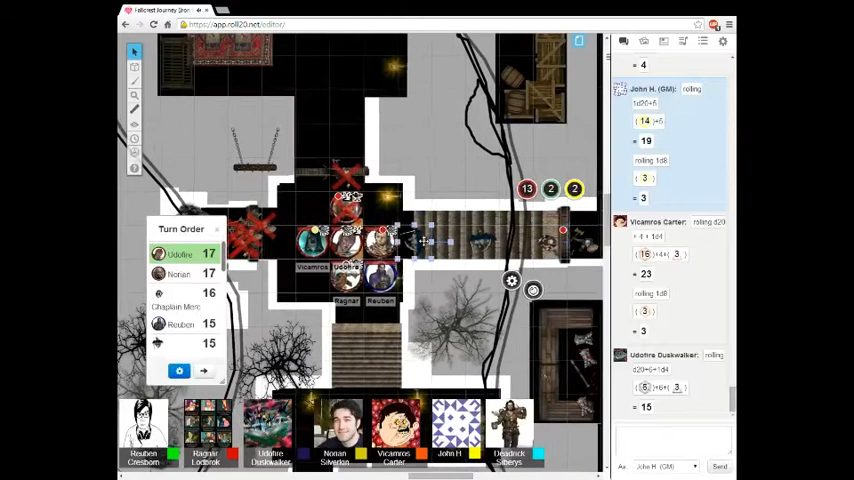 Fellcrest Journey (Iron
https://app.roll20.net/editor/
= 4
John H. (GM): rolling
1d20+5
(14)+5
= 19
rolling 1d8
(3)
= 3
Vicamros Carter: rolling d20
+ 4 + 1d4
(16)+4+(3)
= 23
rolling 1d8
(3)
= 3
Udofire Duskwalker: rolling
d20+6+1d4
(6)+6+(3)
= 15
As: John H. (GM)
Send
13 2 2
Turn Order
Udofire 17
Norian 17
16
Chaplain Merc
Reuben 15
15
Vicamros Udofire
Ragnar Reuben
Reuben Cresborn
Ragnar Lodbrok
Udofire Duskwalker
Norian Silverkin
Vicamros Carter
John H
Deadrick Siberys